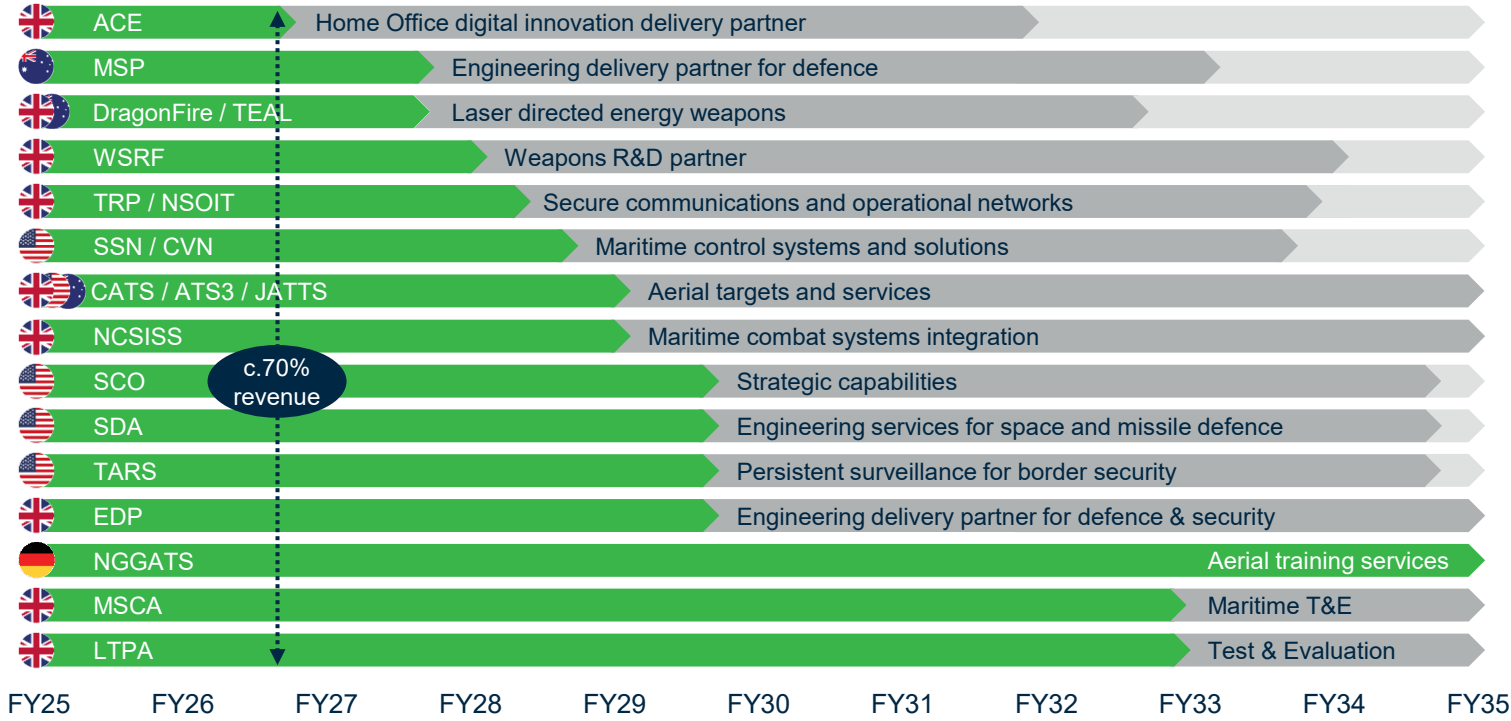 ACE Home Office digital innovation delivery partner
MSP Engineering delivery partner for defence
DragonFire / TEAL Laser directed energy weapons
WSRF Weapons R&D partner
TRP / NSOIT Secure communications and operational networks
SSN / CVN Maritime control systems and solutions
CATS / ATS3 / JATTS Aerial targets and services
NCSISS Maritime combat systems integration
c.70%
revenue
SCO Strategic capabilities
SDA Engineering services for space and missile defence
TARS Persistent surveillance for border security
EDP Engineering delivery partner for defence & security
NGGATS Aerial training services
MSCA Maritime T&E
LTPA Test & Evaluation
FY25 FY26 FY27 FY28 FY29 FY30 FY31 FY32 FY33 FY34 FY35